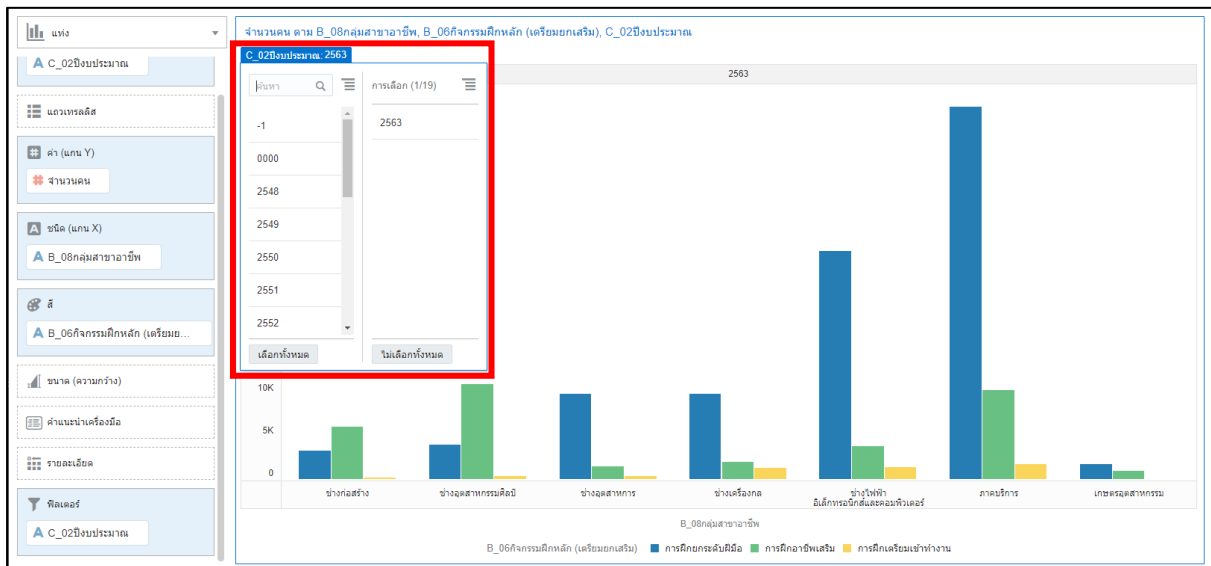 แท่ง
C_02ปีงบประมาณ
แถวเทรลลิส
ค่า (แกน Y)
จำนวนคน
ชนิด (แกน X)
B_08กลุ่มสาขาอาชีพ
สี
B_06กิจกรรมฝึกหลัก (เตรียมย...
ขนาด (ความกว้าง)
คำแนะนำเครื่องมือ
รายละเอียด
ฟิลเตอร์
C_02ปีงบประมาณ
จำนวนคน ตาม B_08กลุ่มสาขาอาชีพ, B_06กิจกรรมฝึกหลัก (เตรียมยกเสริม), C_02ปีงบประมาณ
C_02ปีงบประมาณ: 2563
2563
ค้นหา
การเลือก (1/19)
-1
2563
0000
2548
2549
2550
2551
2552
เลือกทั้งหมด
ไม่เลือกทั้งหมด
10K
5K
0
ช่างก่อสร้าง
ช่างอุตสาหกรรมศิลป์
ช่างอุตสาหการ
ช่างเครื่องกล
ช่างไฟฟ้า
อิเล็กทรอนิกส์และคอมพิวเตอร์
ภาคบริการ
เกษตรอุตสาหกรรม
B_08กลุ่มสาขาอาชีพ
B_06กิจกรรมฝึกหลัก (เตรียมยกเสริม) การฝึกยกระดับฝีมือ การฝึกอาชีพเสริม การฝึกเตรียมเข้าทำงาน